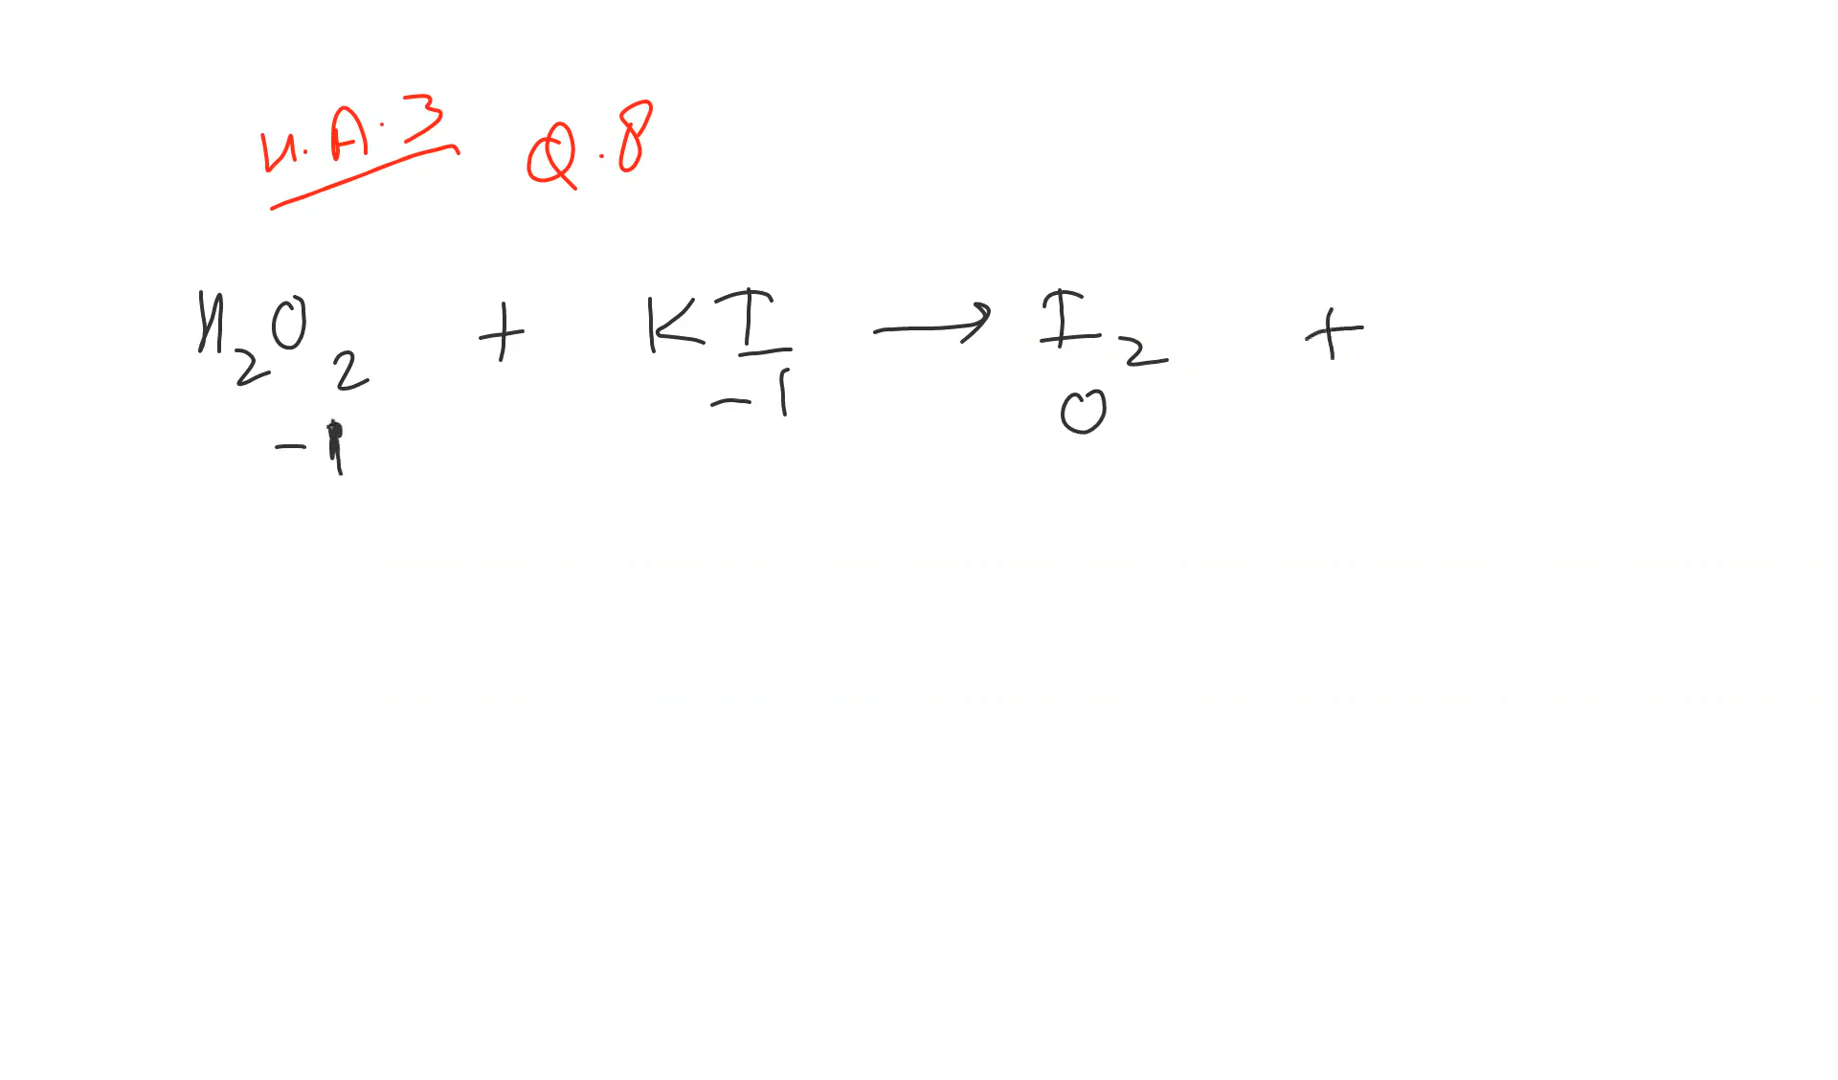 H.A.3 Q.8
H₂O₂ + KI → I₂ +
-1 -1 0